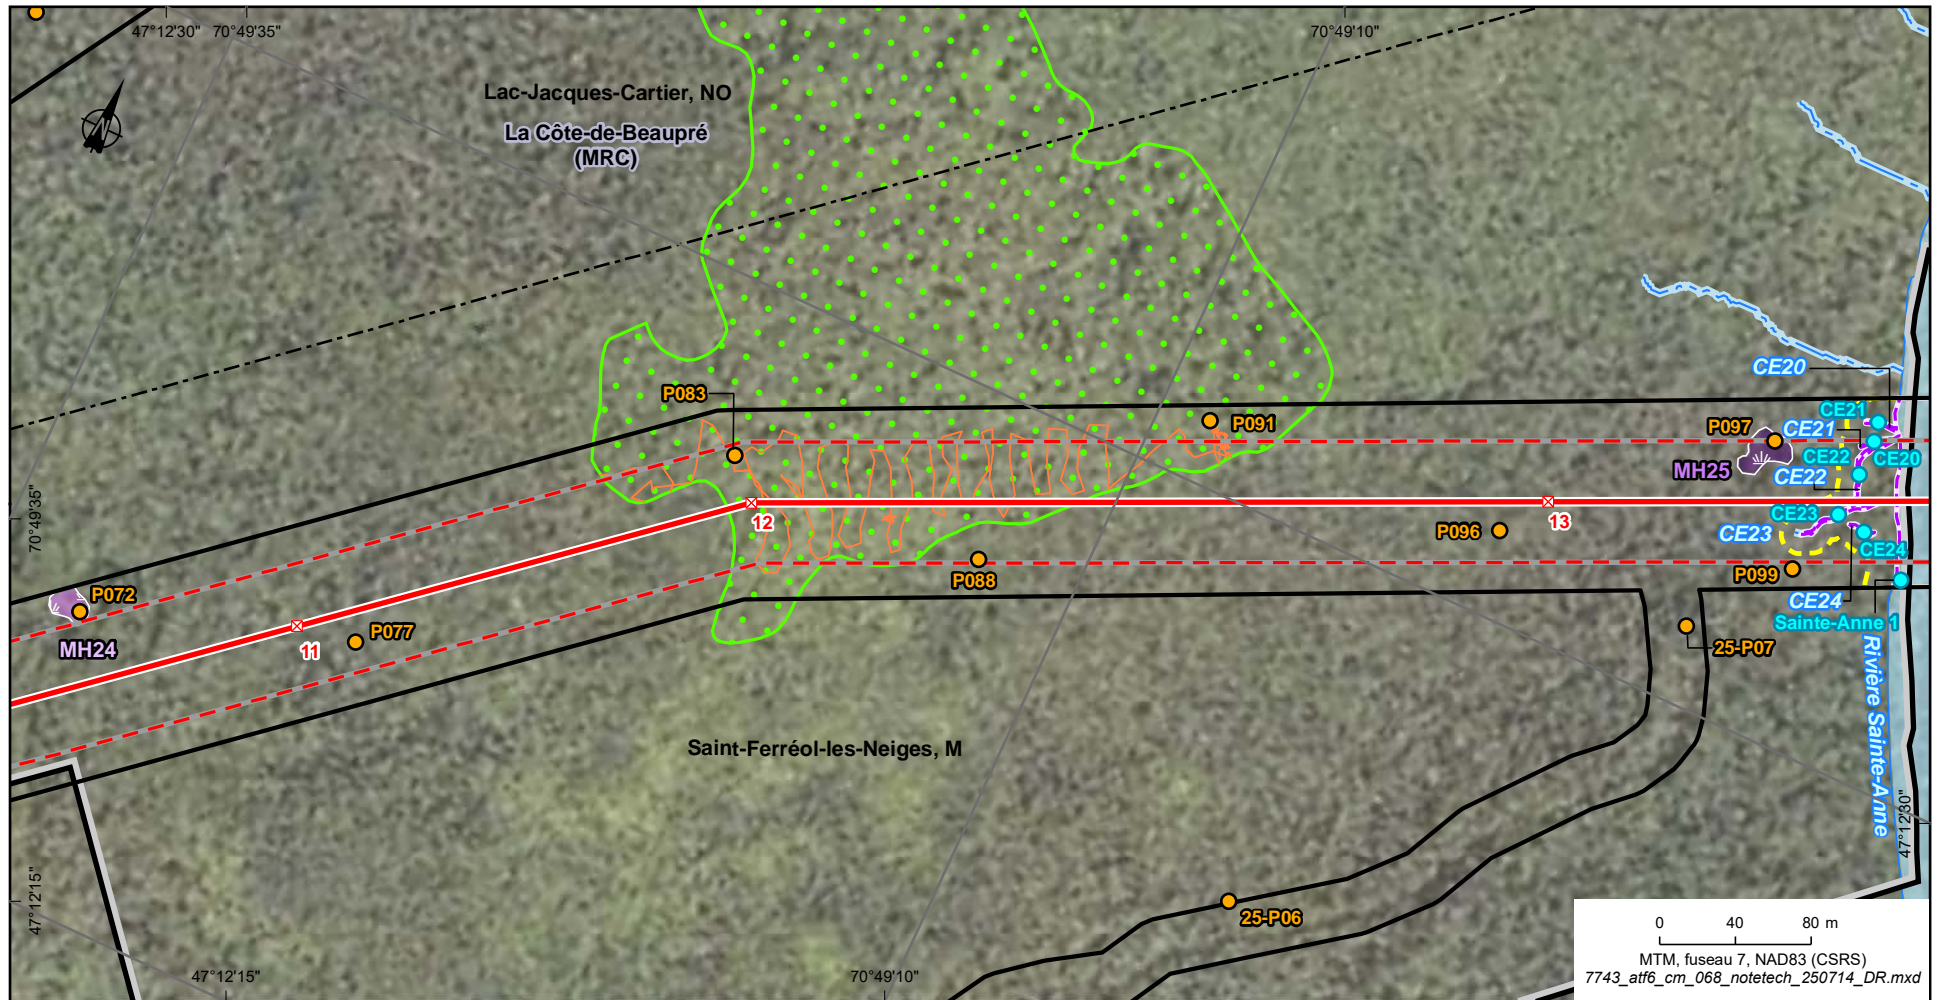 47°12'30"
70°49'35"
70°49'10"
Lac-Jacques-Cartier, NO
La Côte-de-Beaupré
(MRC)
CE20
P083
P091
CE21
P097
CE21
CE20
CE22
MH25
CE22
70°49'35"
12
13
CE23
P096
CE23
CE24
P088
P099
P072
CE24
Sainte-Anne 1
P077
11
MH24
25-P07
Rivière Sainte-Anne
Saint-Ferréol-les-Neiges, M
47°12'30"
47°12'15"
25-P06
47°12'15"
70°49'10"
0 40 80 m
MTM, fuseau 7, NAD83 (CSRS)
7743_atf6_cm_068_notetech_250714_DR.mxd